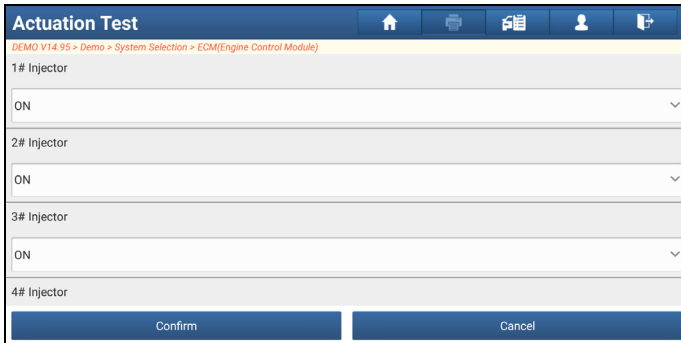 Actuation Test
DEMO V14.95 > Demo > System Selection > ECM(Engine Control Module)
1# Injector
ON
2# Injector
ON
3# Injector
ON
4# Injector
Confirm Cancel